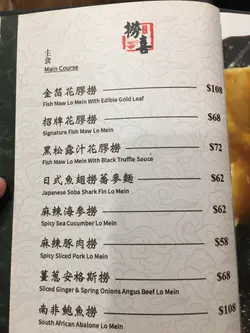 撈喜
主食
Main Course
金箔花膠撈 $108
Fish Maw Lo Mein With Edible Gold Leaf
招牌花膠撈 $68
Signature Fish Maw Lo Mein
黑松露汁花膠撈 $72
Fish Maw Lo Mein With Black Truffle Sauce
日式魚翅撈蕎麥麵 $62
Japanese Soba Shark Fin Lo Mein
麻辣海參撈 $62
Spicy Sea Cucumber Lo Mein
麻辣豚肉撈 $58
Spicy Sliced Pork Lo Mein
薑蔥安格斯撈 $68
Sliced Ginger & Spring Onions Angus Beef Lo Mein
南非鮑魚撈 $108
South African Abalone Lo Mein